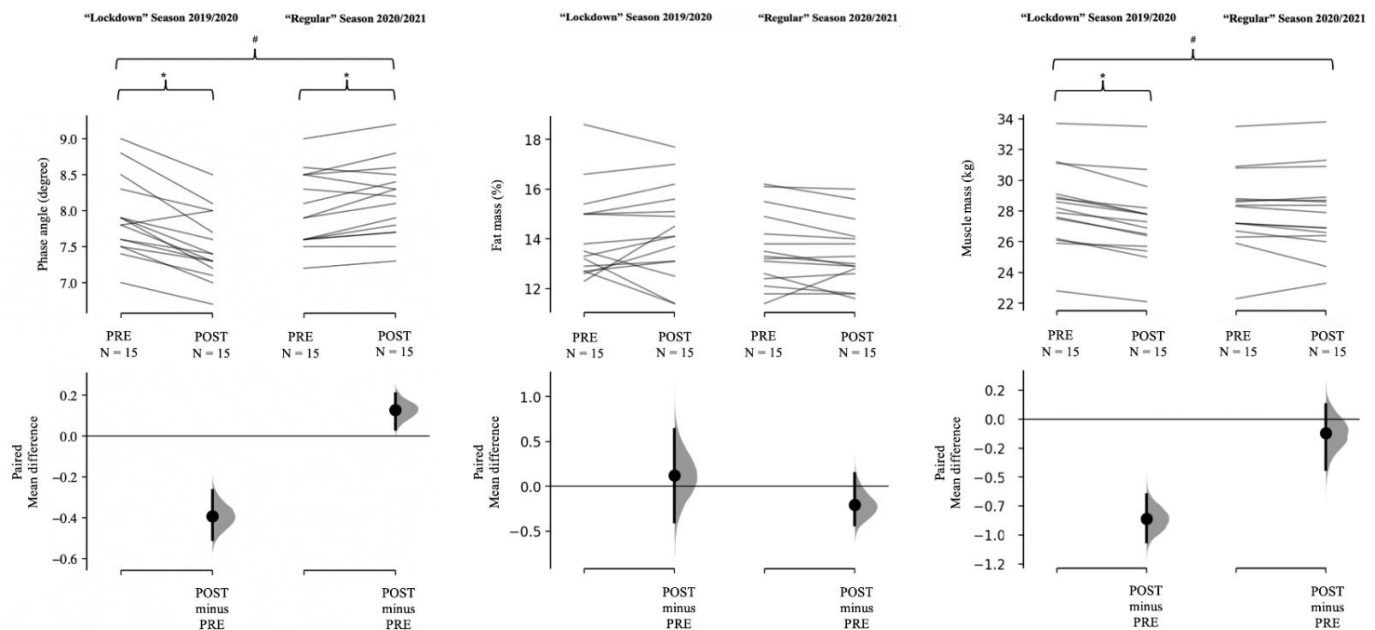 “Lockdown” Season 2019/2020 “Regular” Season 2020/2021
#
* *
Phase angle (degree)
9.0
8.5
8.0
7.5
7.0
PRE POST PRE POST
N = 15 N = 15 N = 15 N = 15
Paired
Mean difference
0.2
0.0
−0.2
−0.4
−0.6
POST POST
minus minus
PRE PRE
“Lockdown” Season 2019/2020 “Regular” Season 2020/2021
Fat mass (%)
18
16
14
12
PRE POST PRE POST
N = 15 N = 15 N = 15 N = 15
Paired
Mean difference
1.0
0.5
0.0
−0.5
POST POST
minus minus
PRE PRE
“Lockdown” Season 2019/2020 “Regular” Season 2020/2021
#
*
Muscle mass (kg)
34
32
30
28
26
24
22
PRE POST PRE POST
N = 15 N = 15 N = 15 N = 15
Paired
Mean difference
0.2
0.0
−0.2
−0.5
−0.7
−1.0
−1.2
POST POST
minus minus
PRE PRE